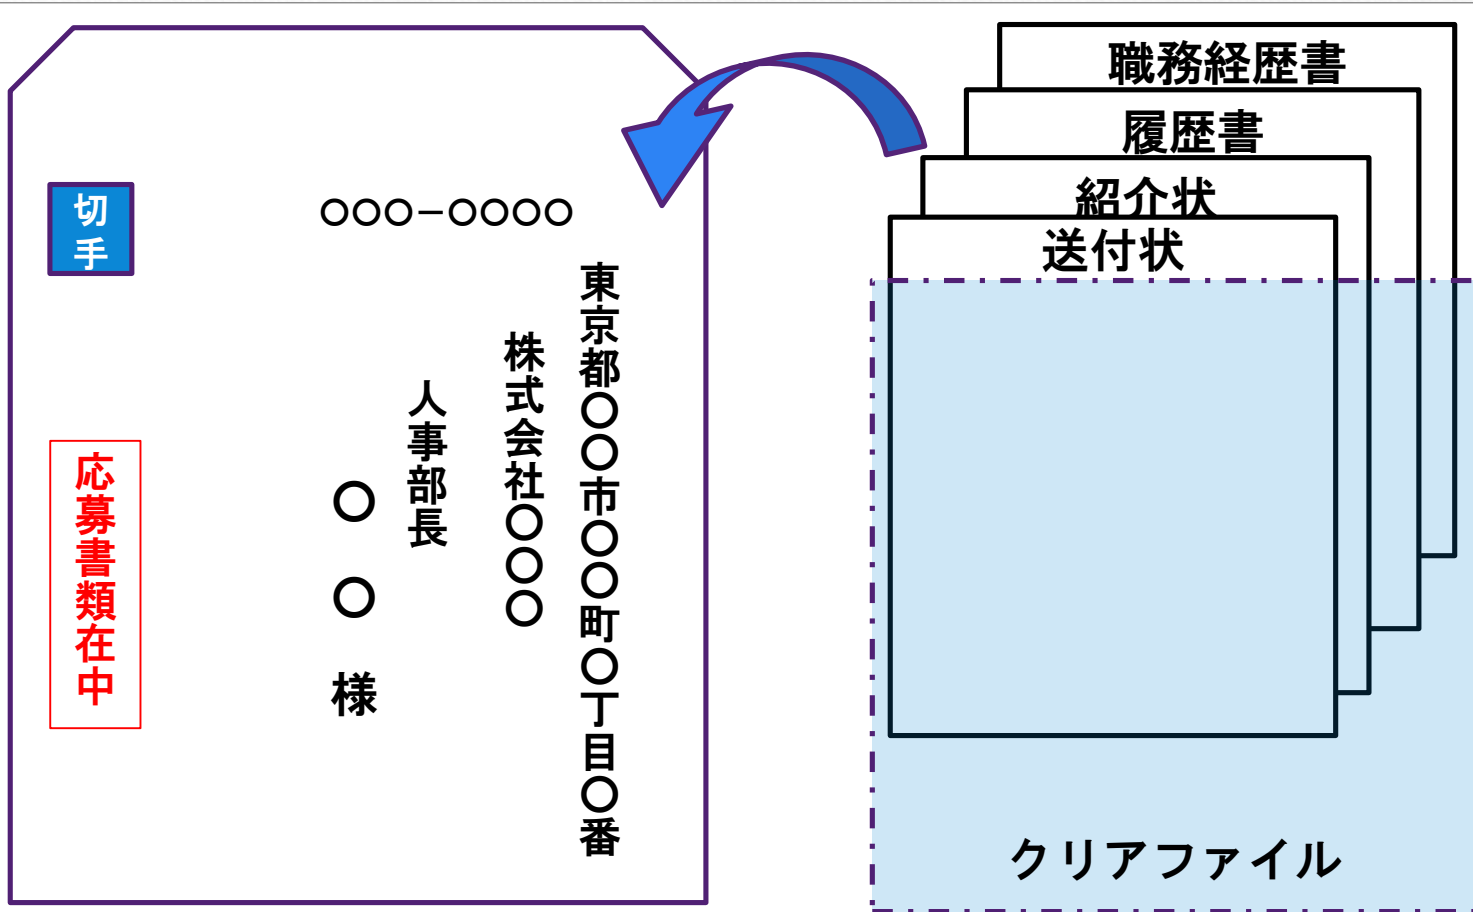 切手
〇〇〇−〇〇〇〇
東京都〇〇市〇〇町〇丁目〇番
株式会社〇〇〇
人事部長
〇〇様
応募書類在中
職務経歴書
履歴書
紹介状
送付状
クリアファイル